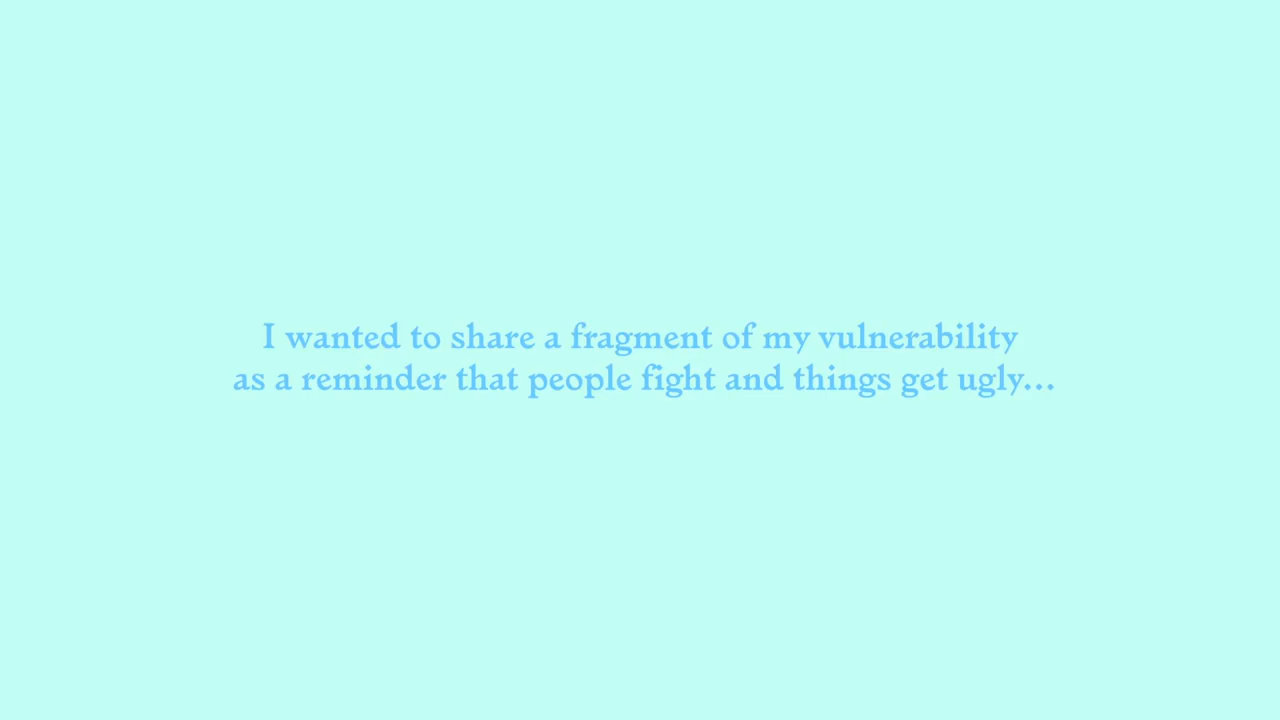 I wanted to share a fragment of my vulnerability
as a reminder that people fight and things get ugly...